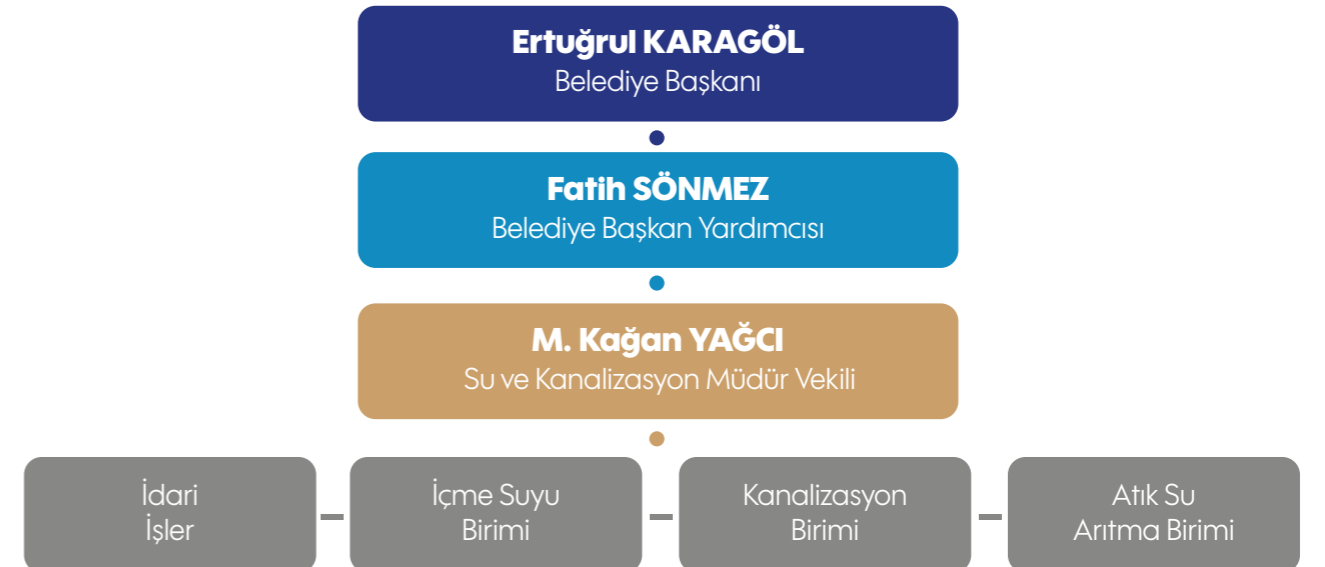 Ertuğrul KARAGÖL
Belediye Başkanı
Fatih SÖNMEZ
Belediye Başkan Yardımcısı
M. Kağan YAĞCI
Su ve Kanalizasyon Müdür Vekili
İdari
İşler
İçme Suyu
Birimi
Kanalizasyon
Birimi
Atık Su
Arıtma Birimi